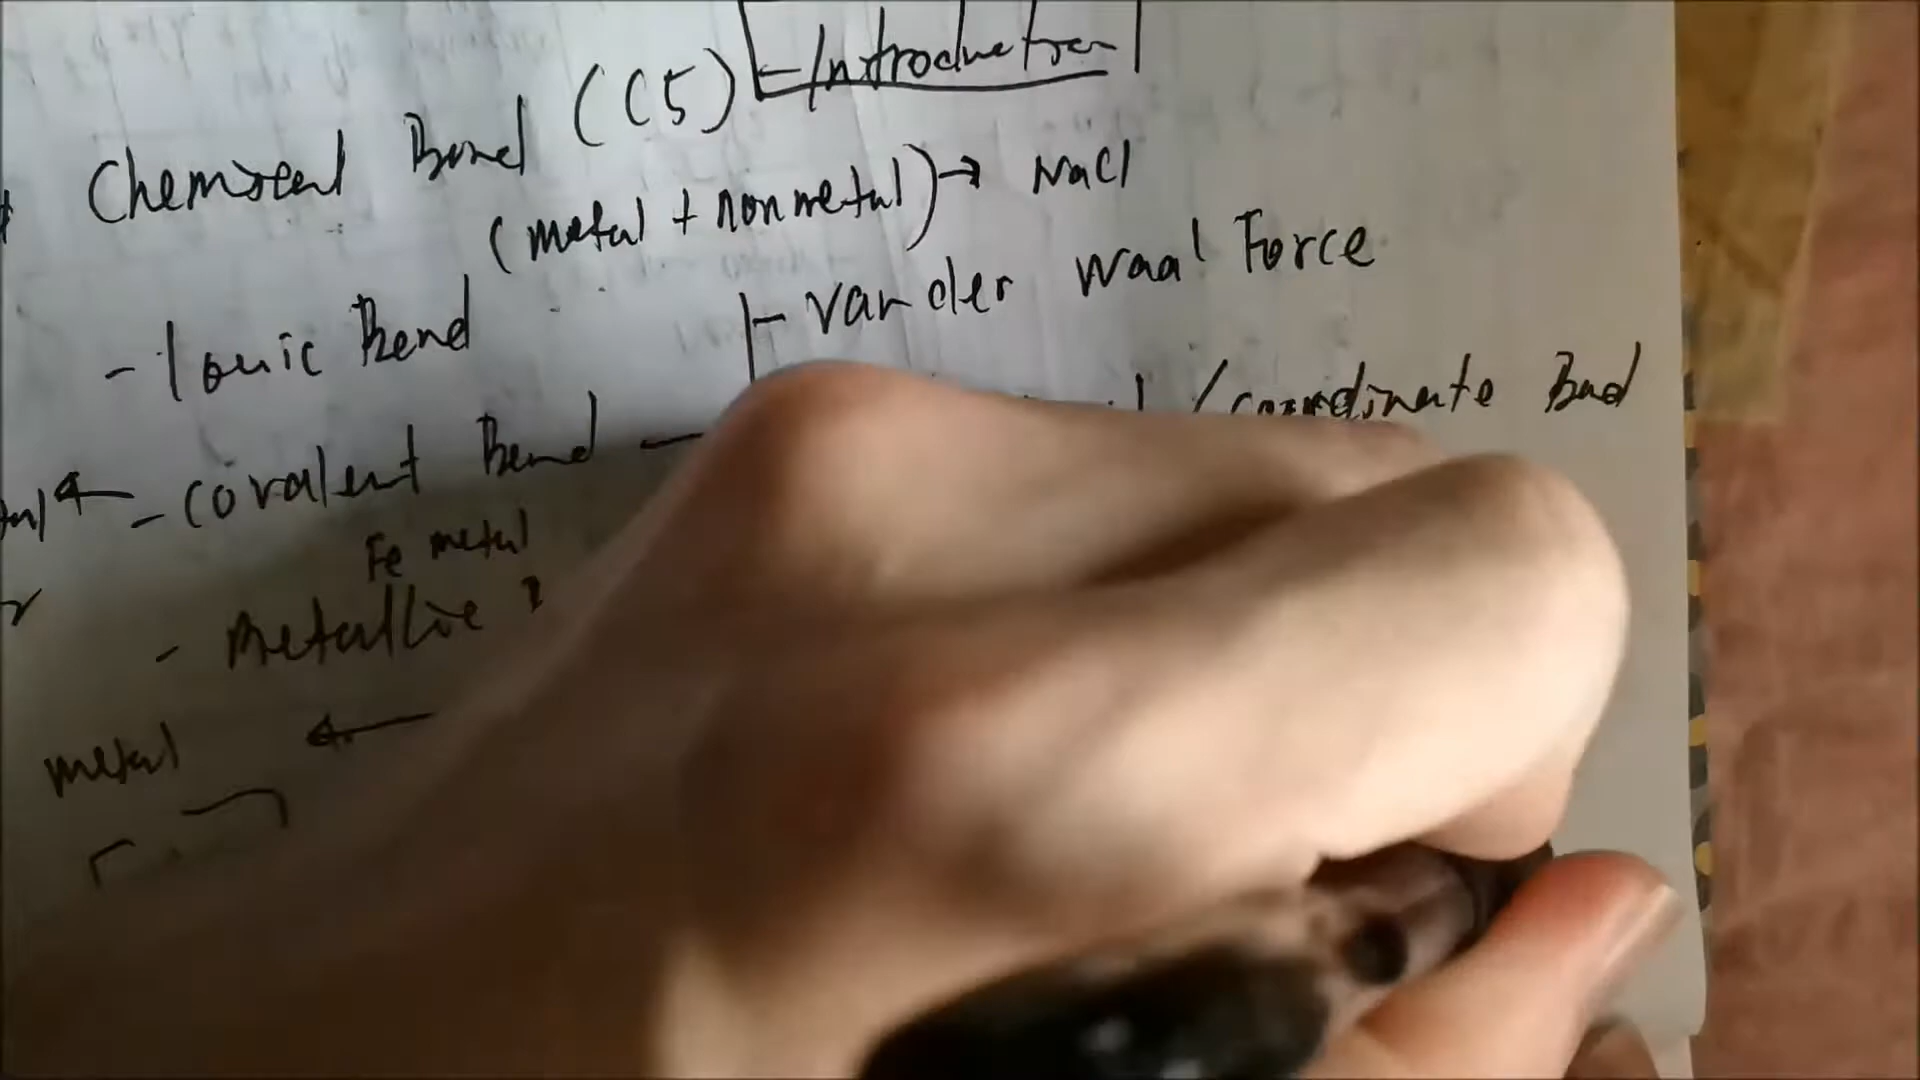 Chemical Bond (C5) - Introduction
(metal + nonmetal) → NaCl
- Ionic Bond
- van der Waal Force
/ coordinate Bond
← - covalent Bond -
Fe metal
- Metallic
metal ←